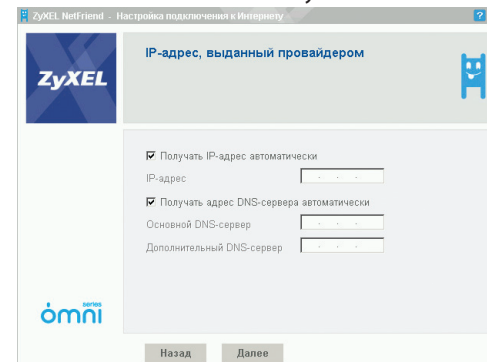 ZyXEL NetFriend - Настройка подключения к Интернету
?
ZyXEL
IP-адрес, выданный провайдером
Получать IP-адрес автоматически
IP-адрес
Получать адрес DNS-сервера автоматически
Основной DNS-сервер
Дополнительный DNS-сервер
omni series
Назад Далее